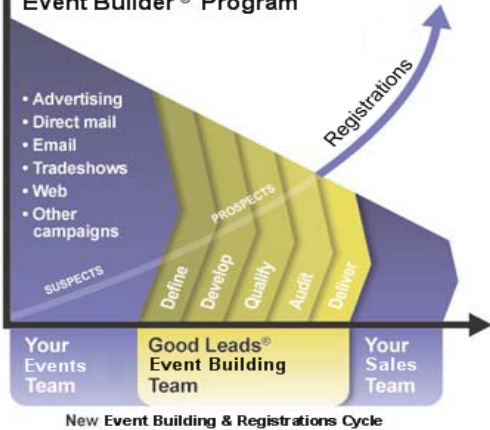 Event Builder® Program
Registrations
• Advertising
• Direct mail
• Email
• Tradeshows
• Web
• Other
campaigns
PROSPECTS
SUSPECTS
Define
Develop
Qualify
Audit
Deliver
Your
Events
Team
Good Leads®
Event Building
Team
Your
Sales
Team
New Event Building & Registrations Cycle